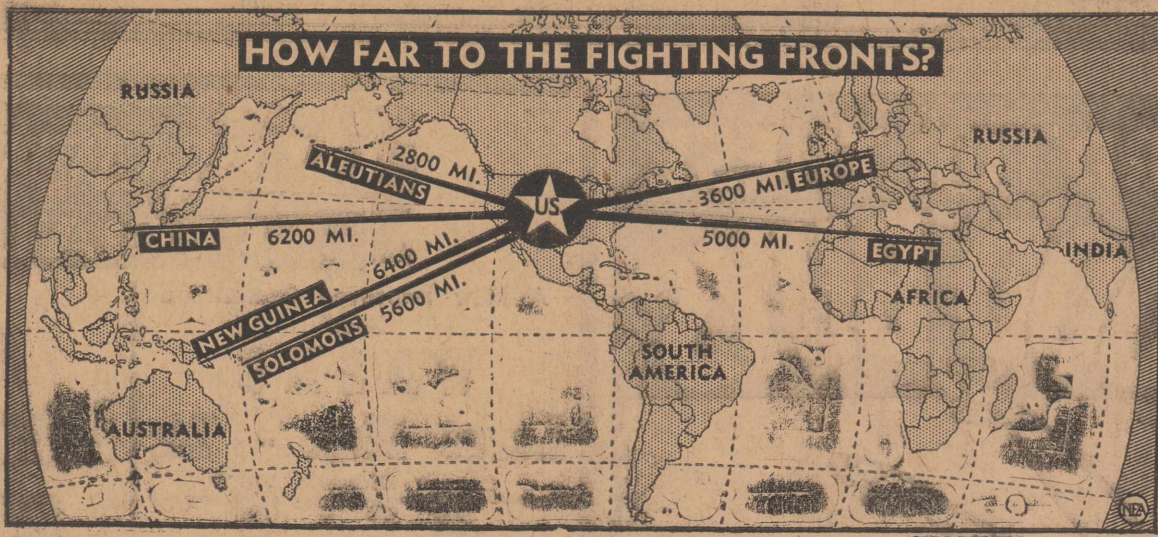 HOW FAR TO THE FIGHTING FRONTS?
RUSSIA
RUSSIA
ALEUTIANS
2800 MI.
US
3600 MI.
EUROPE
CHINA
6200 MI.
5000 MI.
EGYPT
INDIA
NEW GUINEA
6400 MI.
SOLOMONS
5600 MI.
AFRICA
SOUTH
AMERICA
AUSTRALIA
NEA